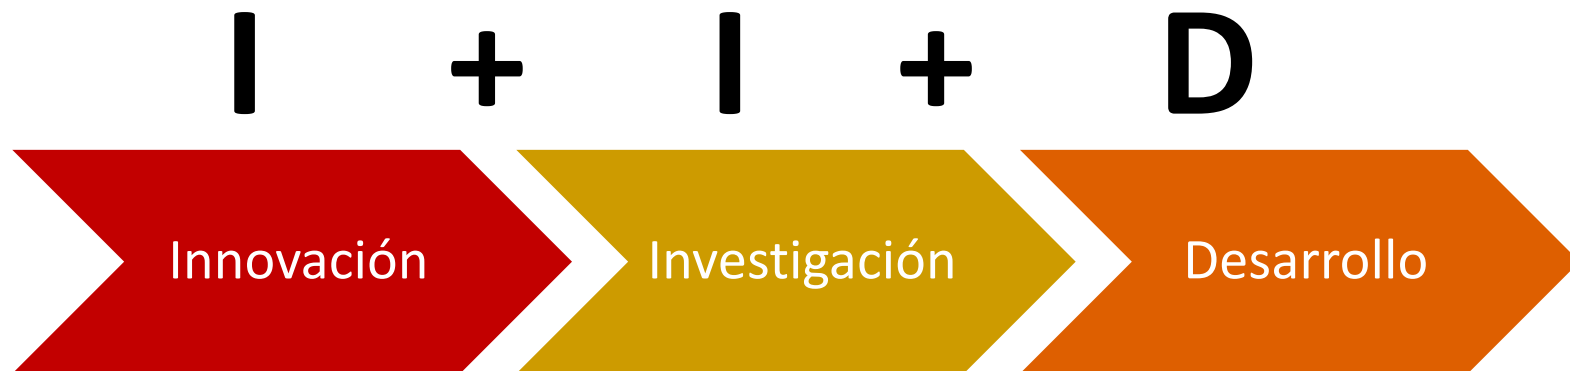 I + I + D
Innovación Investigación Desarrollo